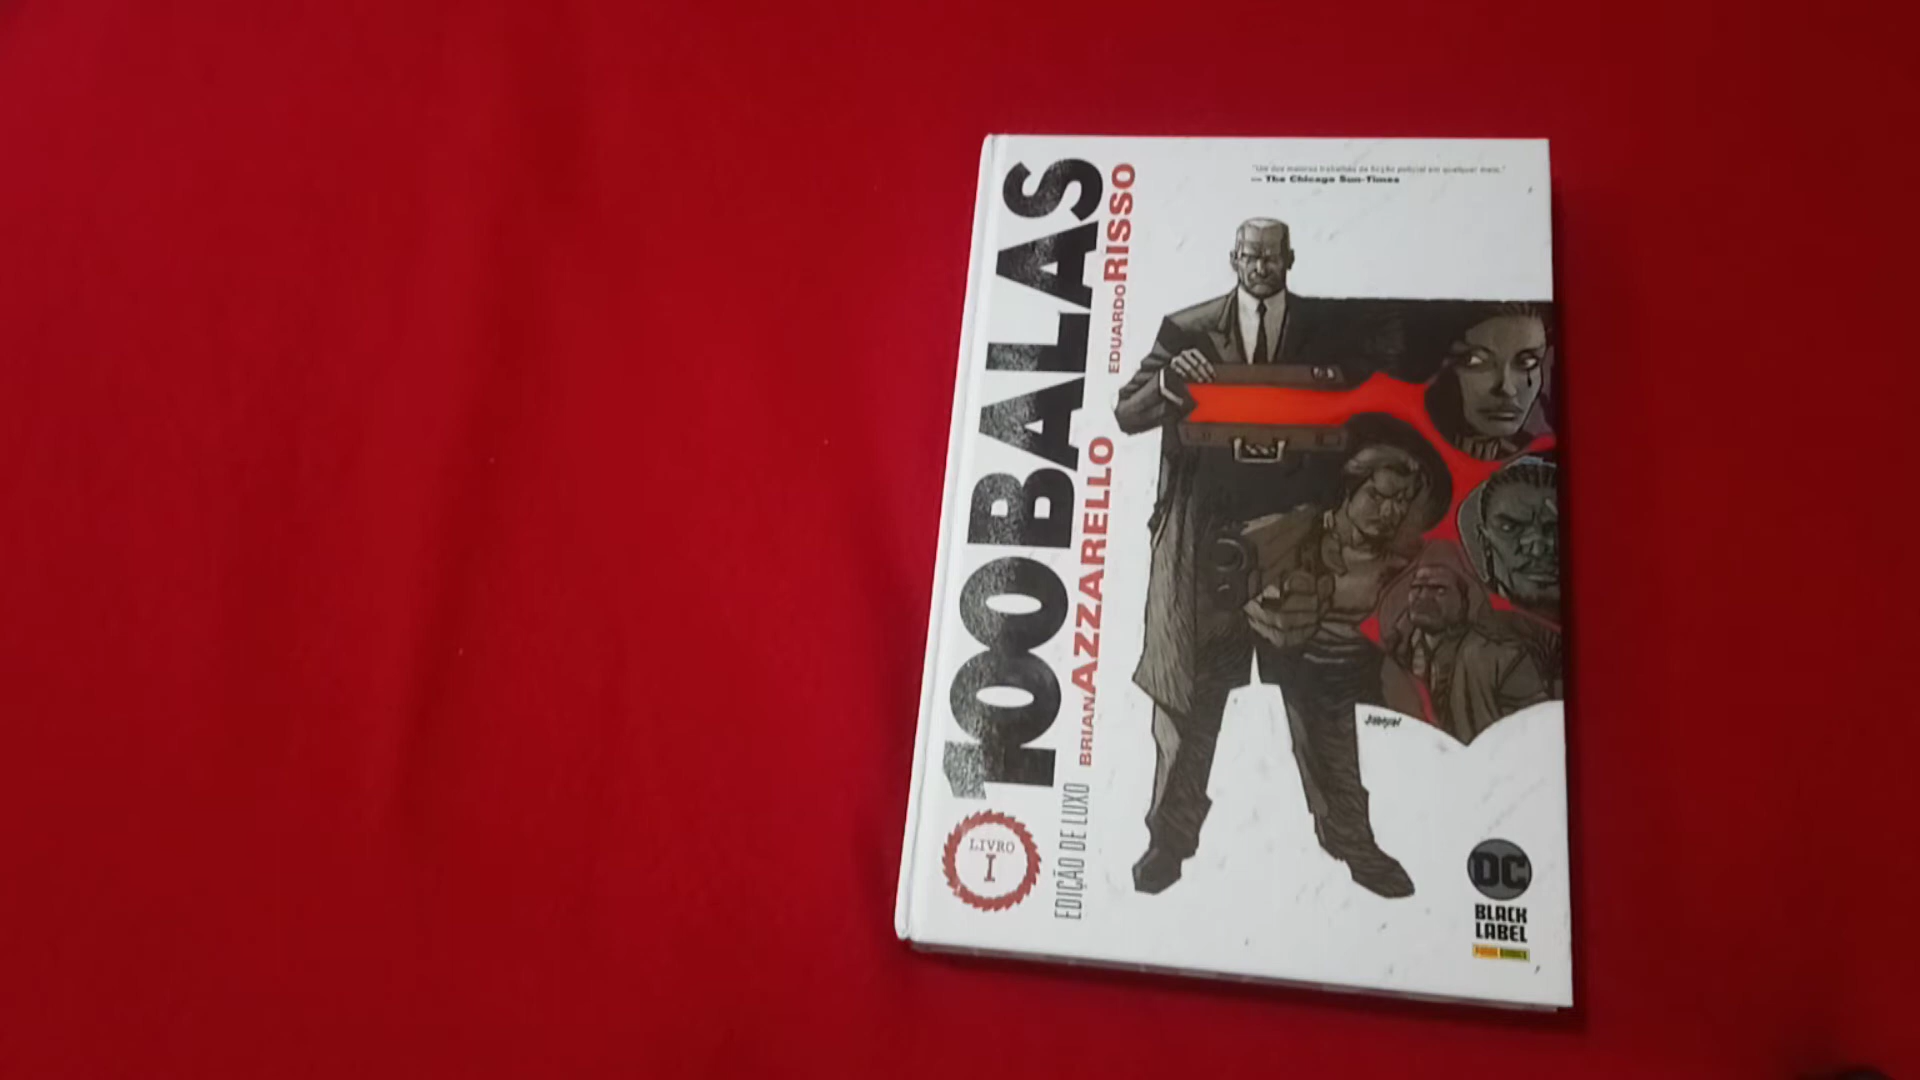 "Um dos maiores trabalhos de ficção policial em qualquer meio."
— The Chicago Sun-Times
100 BALAS
BRIAN AZZARELLO EDUARDO RISSO
EDIÇÃO DE LUXO
LIVRO
I
DC
BLACK
LABEL
PANINI COMICS